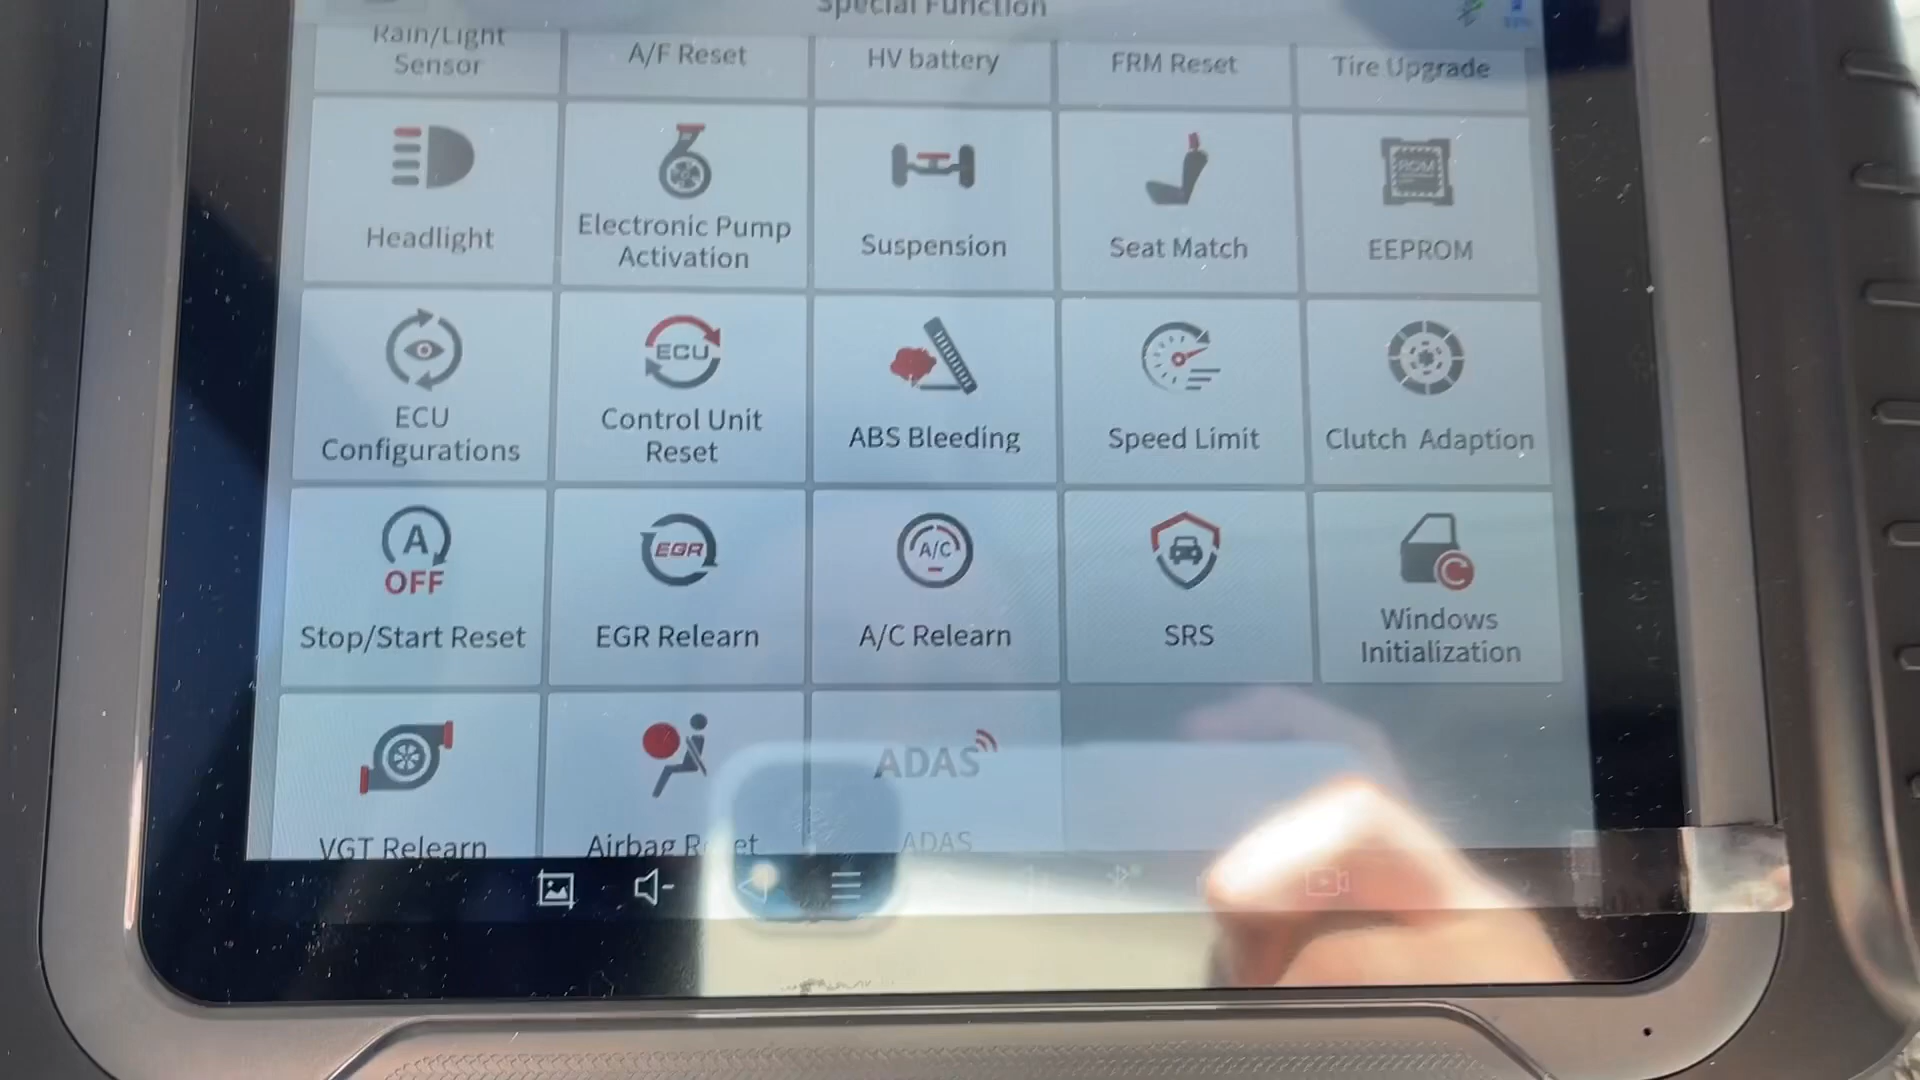 Special Function
Rain/Light
Sensor
A/F Reset
HV battery
FRM Reset
Tire Upgrade
Headlight
Electronic Pump
Activation
Suspension
Seat Match
ROM
EEPROM
ECU
Configurations
ECU
Control Unit
Reset
ABS Bleeding
Speed Limit
Clutch Adaption
A
OFF
Stop/Start Reset
EGR
EGR Relearn
A/C
A/C Relearn
SRS
C
Windows
Initialization
VGT Relearn
Airbag R et
ADAS
ADAS